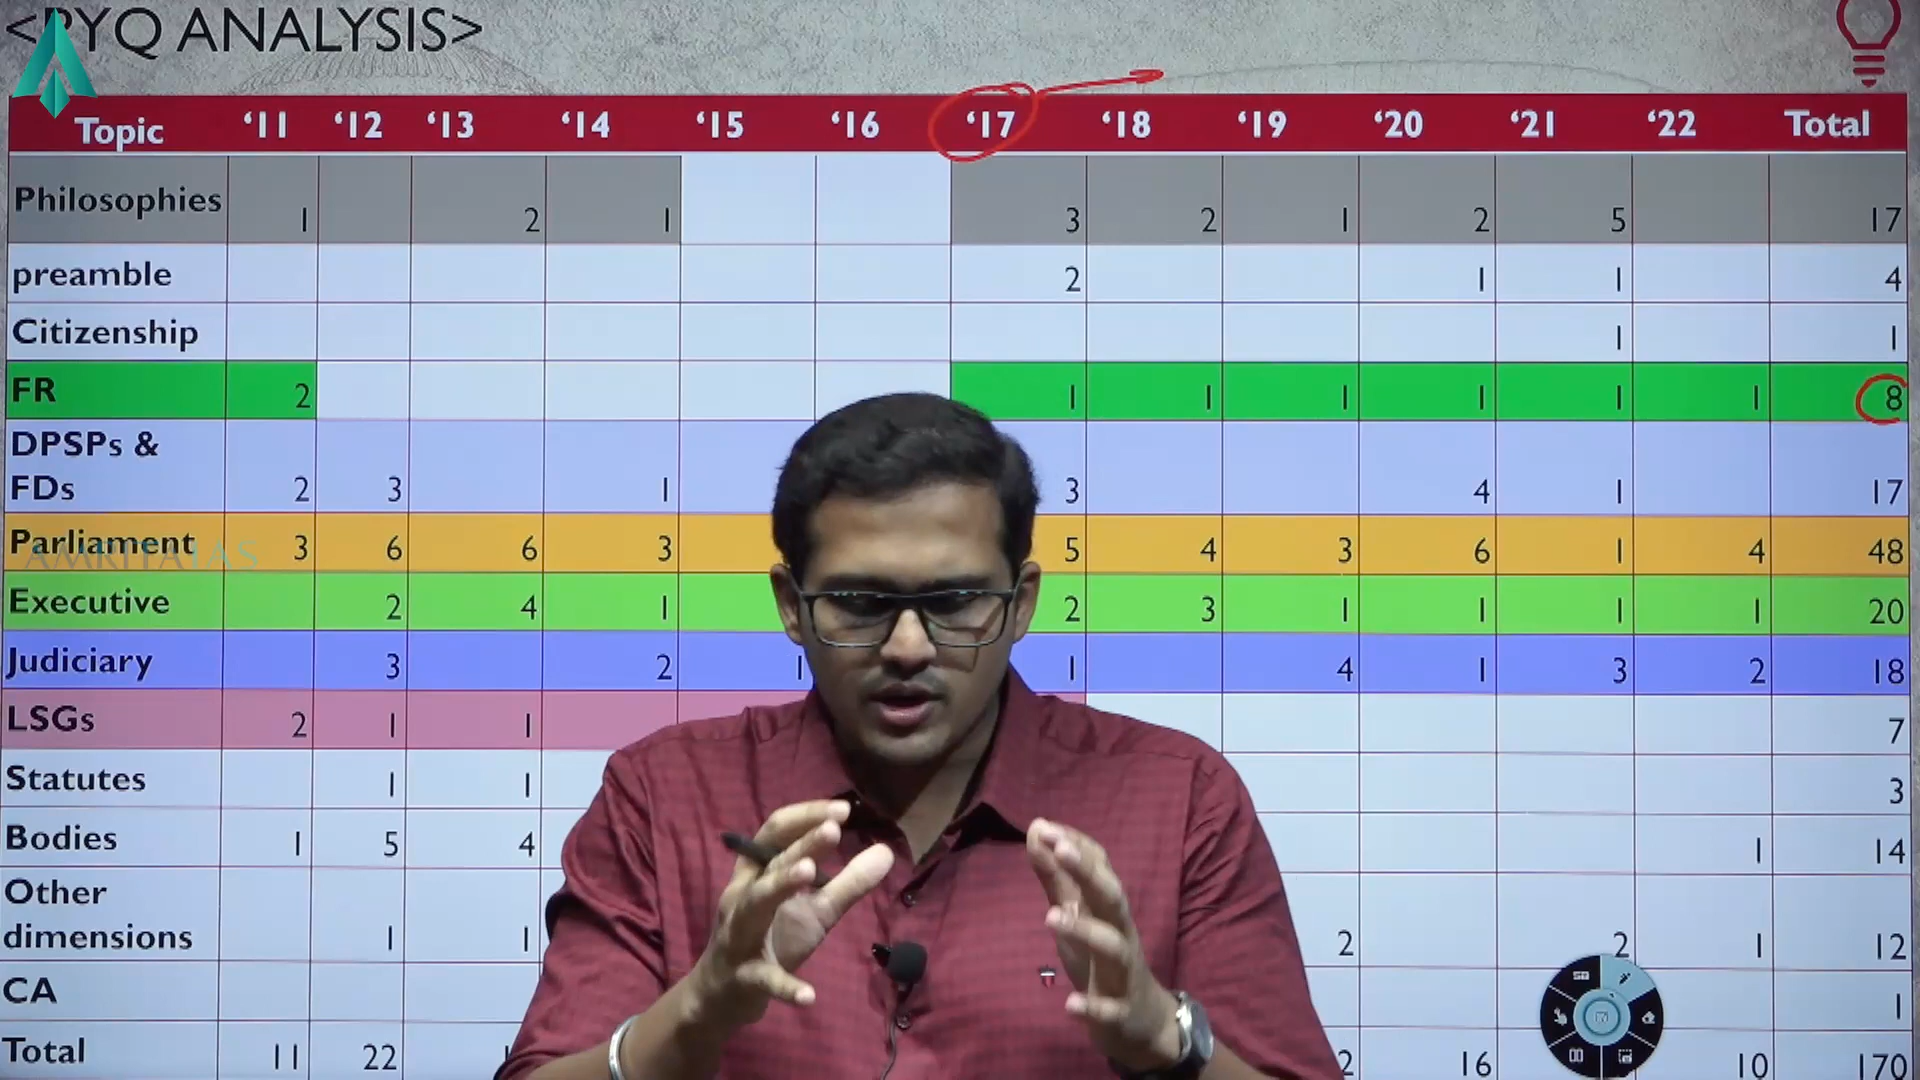 <PYQ ANALYSIS>
Topic '11 '12 '13 '14 '15 '16 '17 '18 '19 '20 '21 '22 Total
Philosophies 1 2 1 3 2 1 2 5 17
preamble 2 1 1 4
Citizenship 1 1
FR 2 1 1 1 1 1 1 8
DPSPs &
FDs 2 3 1 3 4 1 17
Parliament 3 6 6 3 5 4 3 6 1 4 48
AMRITA IAS
Executive 2 4 1 2 3 1 1 1 1 20
Judiciary 3 2 1 1 4 1 3 2 18
LSGs 2 1 1 7
Statutes 1 1 3
Bodies 1 5 4 1 14
Other
dimensions 1 1 2 2 1 12
CA 1
Total 11 22 16 10 170